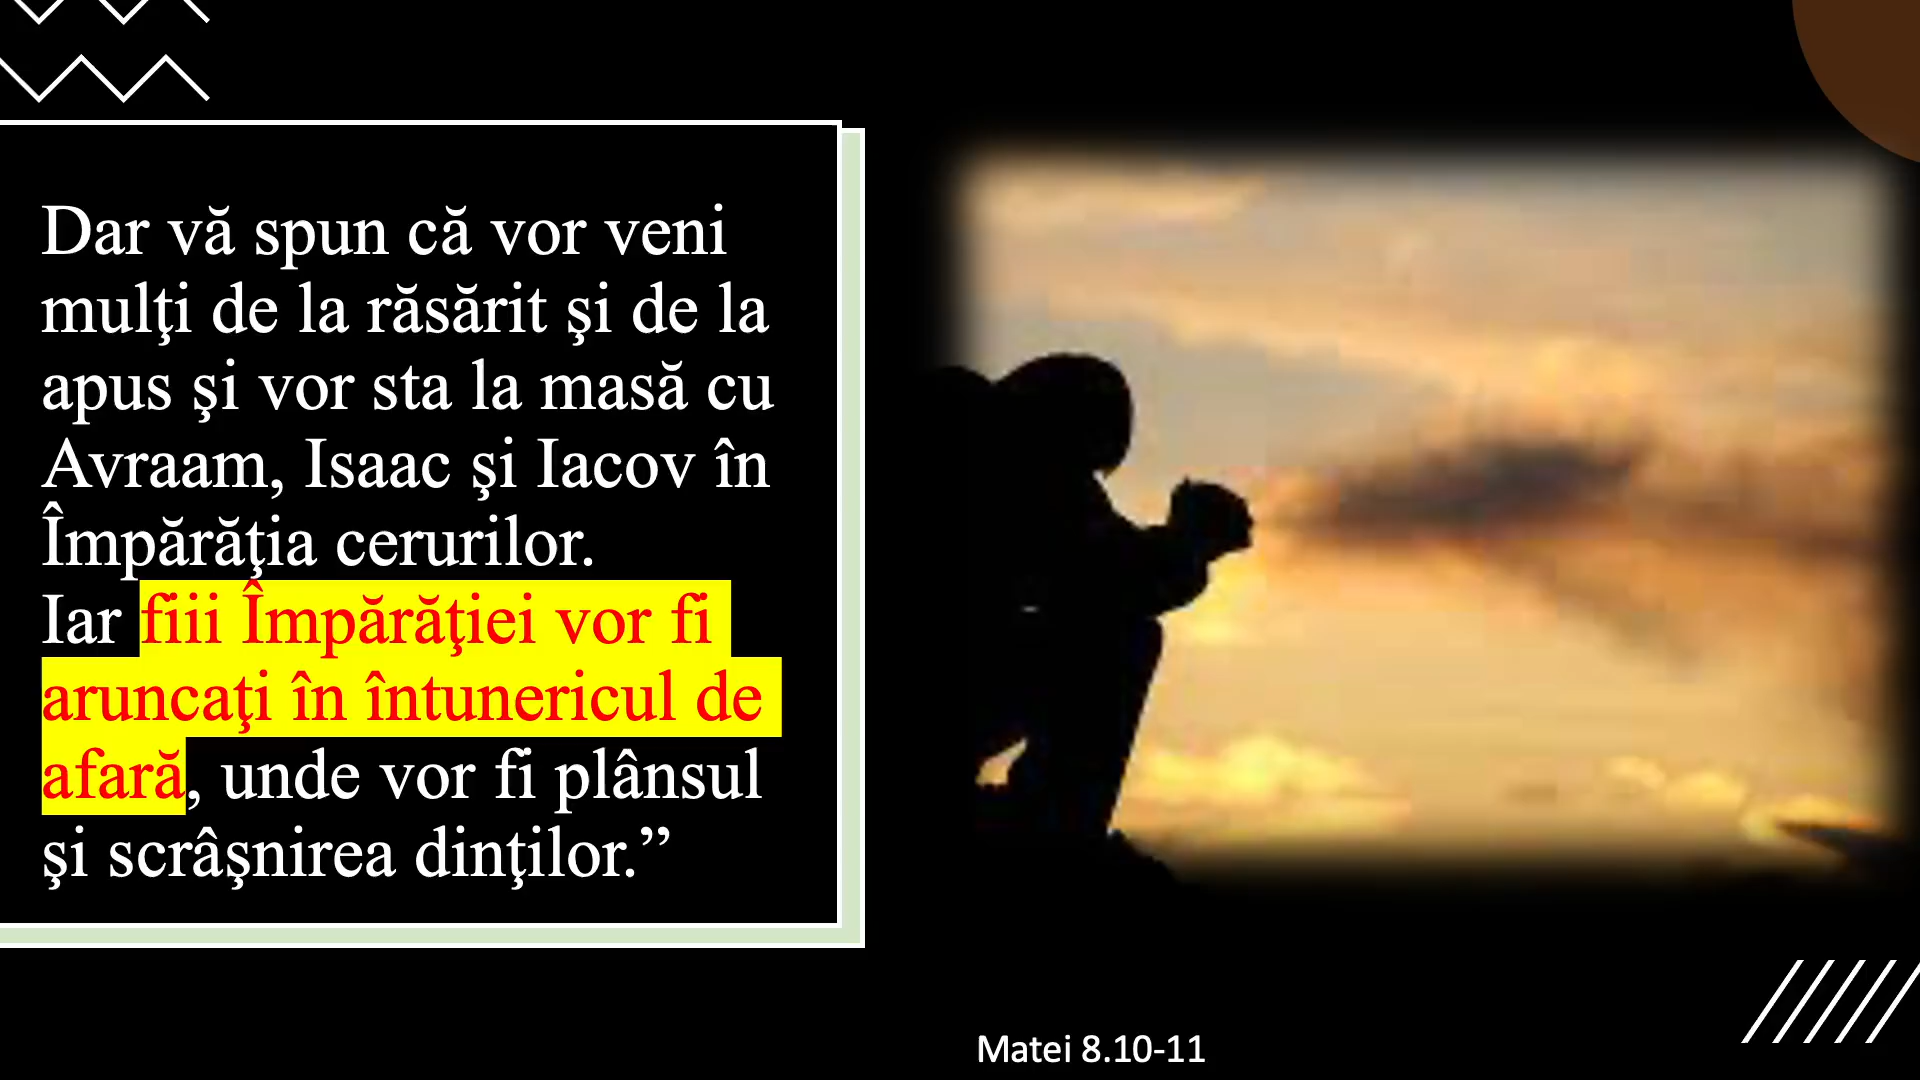 Dar vă spun că vor veni
mulţi de la răsărit şi de la
apus şi vor sta la masă cu
Avraam, Isaac şi Iacov în
Împărăţia cerurilor.
Iar fiii Împărăţiei vor fi
aruncaţi în întunericul de
afară, unde vor fi plânsul
şi scrâşnirea dinţilor.”
Matei 8.10-11